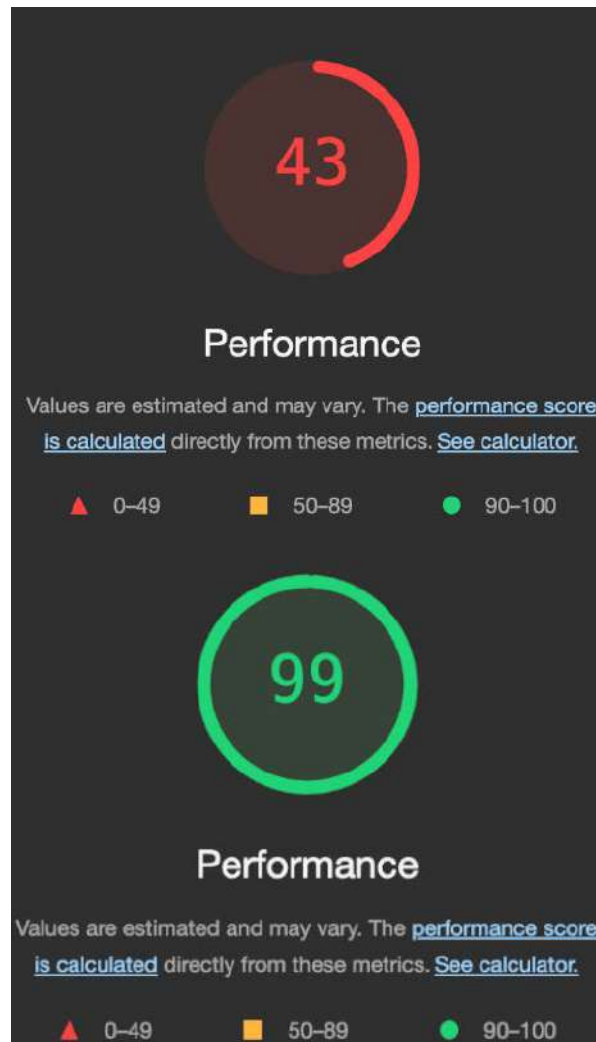 43
Performance
Values are estimated and may vary. The performance score
is calculated directly from these metrics. See calculator.
0–49 50–89 90–100
99
Performance
Values are estimated and may vary. The performance score
is calculated directly from these metrics. See calculator.
0–49 50–89 90–100